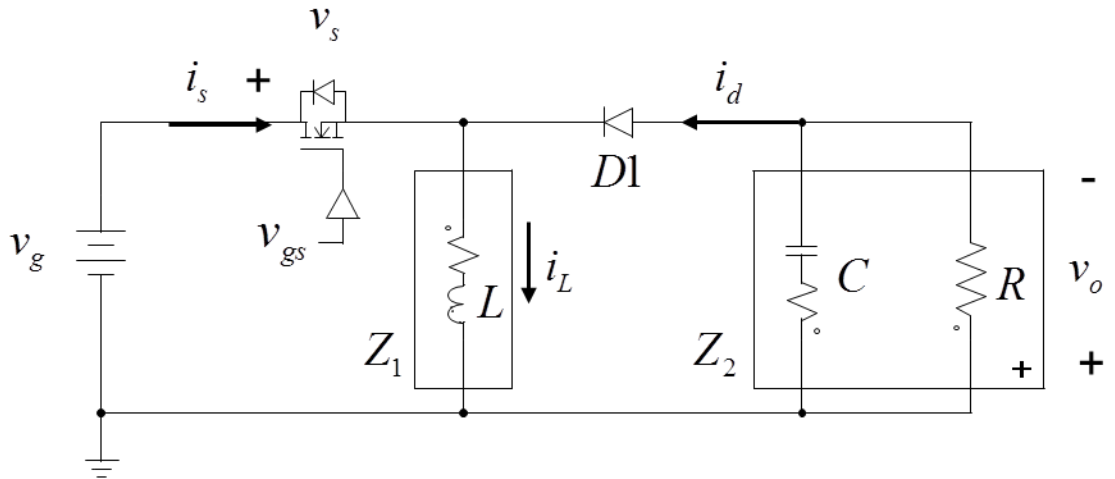 v_s
i_s +
i_d
D1
-
v_g
v_gs
i_L
L
C
R
v_o
Z_1
Z_2
+
+